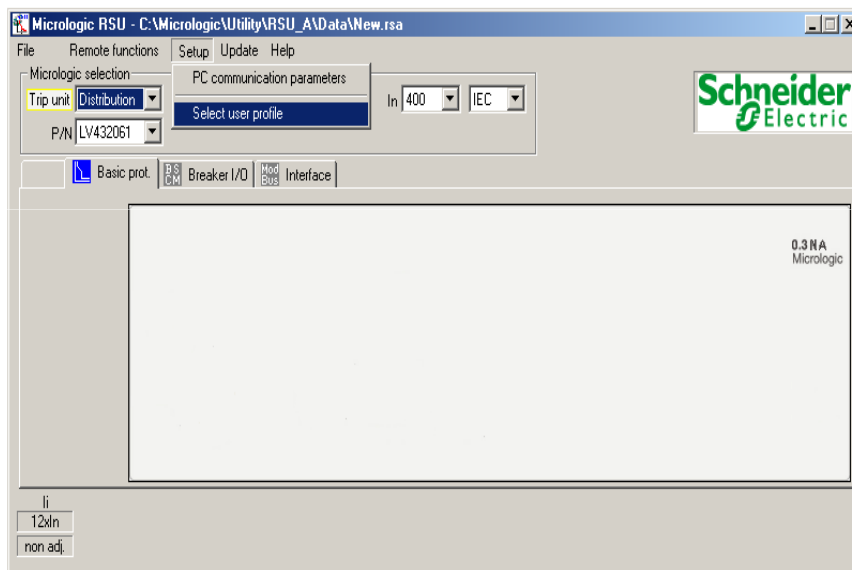 Micrologic RSU - C:\Micrologic\Utility\RSU_A\Data\New.rsa
File Remote functions Setup Update Help
PC communication parameters
Select user profile
Micrologic selection
Trip unit Distribution
In 400 IEC
P/N LV432061
Schneider
Electric
Basic prot. BS CM Breaker I/O Mod Bus Interface
0.3 NA
Micrologic
Ii
12xIn
non adj.